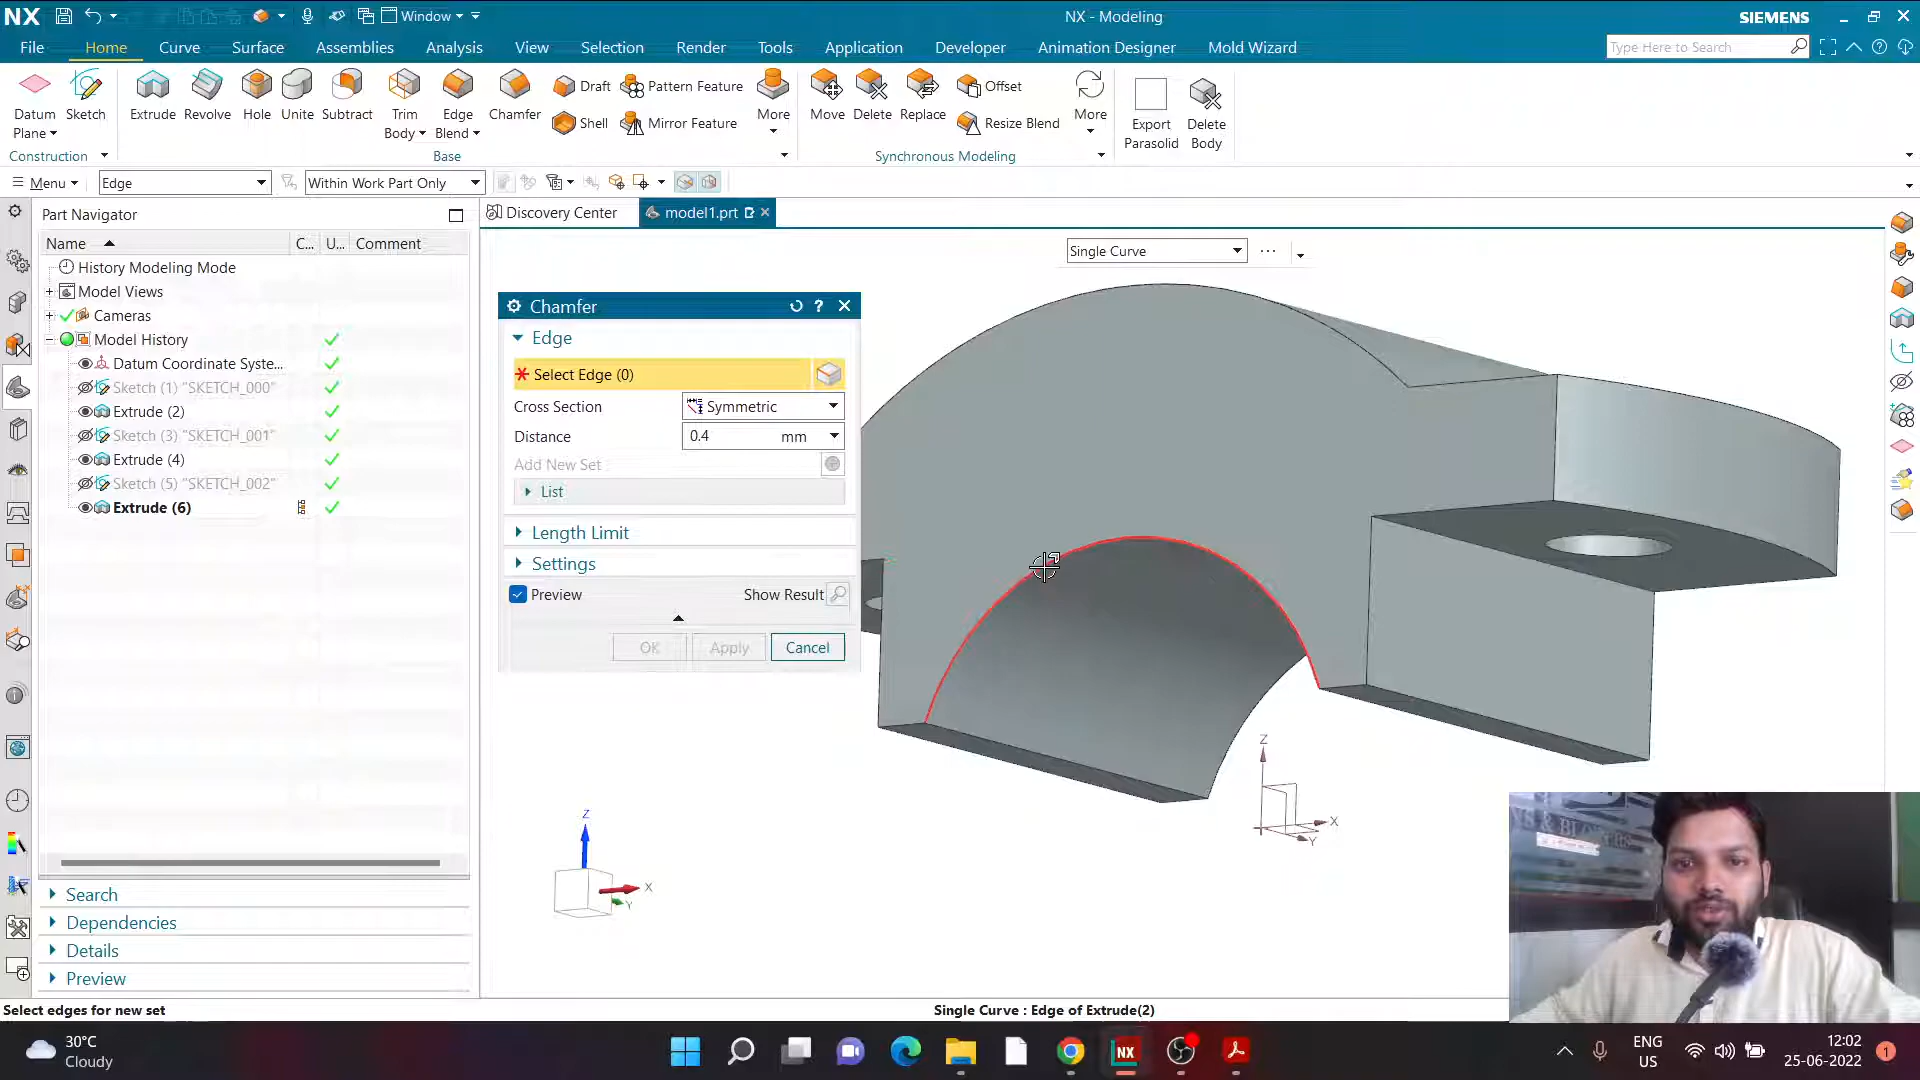 NX
Window
NX - Modeling
SIEMENS
File
Home
Curve
Surface
Assemblies
Analysis
View
Selection
Render
Tools
Application
Developer
Animation Designer
Mold Wizard
Type Here to Search
Datum
Plane
Sketch
Extrude
Revolve
Hole
Unite
Subtract
Trim
Body
Edge
Blend
Chamfer
Draft
Shell
Pattern Feature
Mirror Feature
More
Move
Delete
Replace
Offset
Resize Blend
More
Export
Parasolid
Delete
Body
Construction
Base
Synchronous Modeling
Menu
Edge
Within Work Part Only
Part Navigator
Discovery Center
model1.prt
Name
C...
U...
Comment
Single Curve
History Modeling Mode
Model Views
Cameras
Model History
Datum Coordinate Syste...
Sketch (1) "SKETCH_000"
Extrude (2)
Sketch (3) "SKETCH_001"
Extrude (4)
Sketch (5) "SKETCH_002"
Extrude (6)
Chamfer
Edge
Select Edge (0)
Cross Section
Symmetric
Distance
0.4 mm
Add New Set
List
Length Limit
Settings
Preview
Show Result
OK
Apply
Cancel
Z
X
Y
Z
X
Y
Search
Dependencies
Details
Preview
Select edges for new set
Single Curve : Edge of Extrude(2)
30°C
Cloudy
NX
ENG
US
12:02
25-06-2022
1